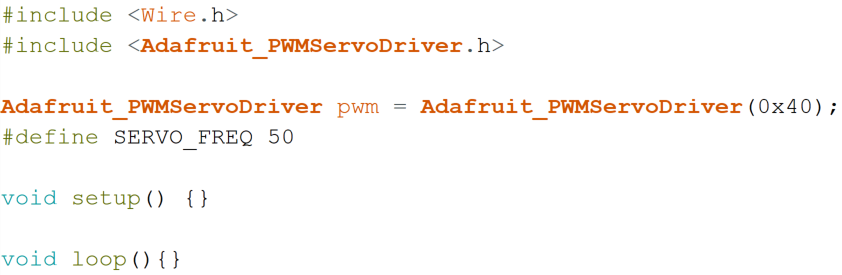 #include <Wire.h>
#include <Adafruit_PWMServoDriver.h>
Adafruit_PWMServoDriver pwm = Adafruit_PWMServoDriver(0x40);
#define SERVO_FREQ 50
void setup() {}
void loop(){}